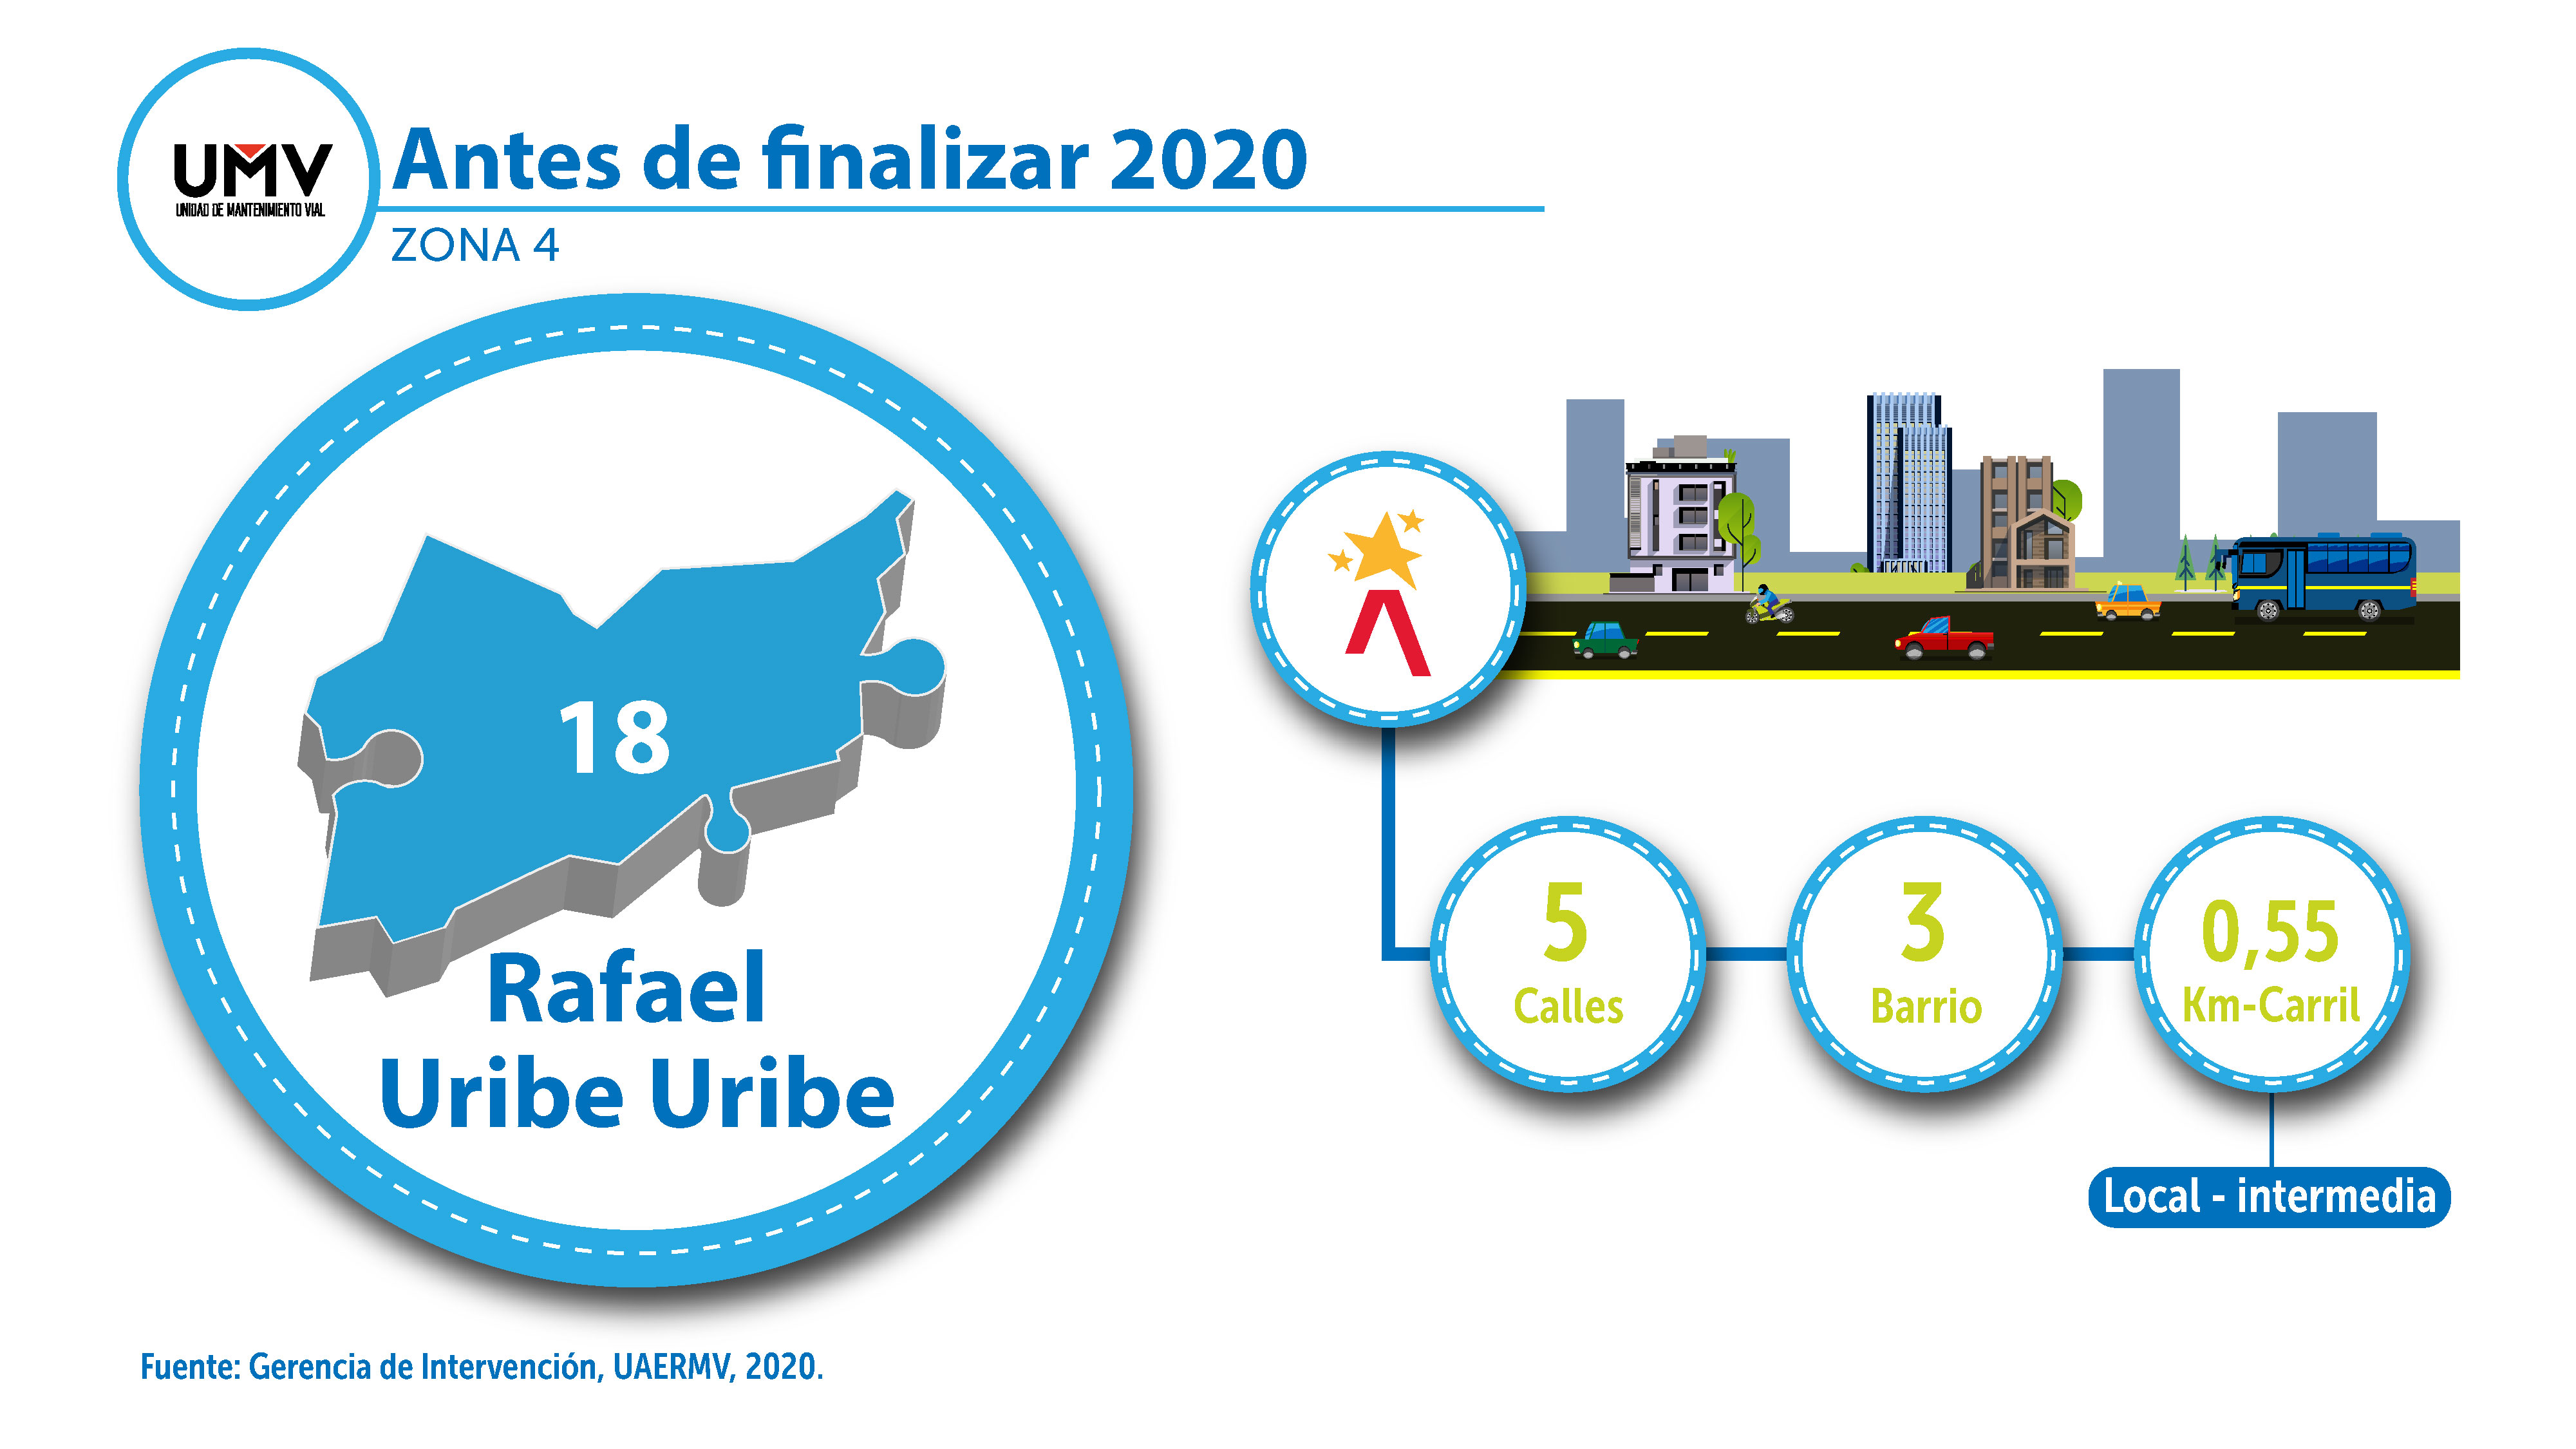 UMV
UNIDAD DE MANTENIMIENTO VIAL
Antes de finalizar 2020
ZONA 4
18
Rafael
Uribe Uribe
5
Calles
3
Barrio
0,55
Km-Carril
Local - intermedia
Fuente: Gerencia de Intervención, UAERMV, 2020.